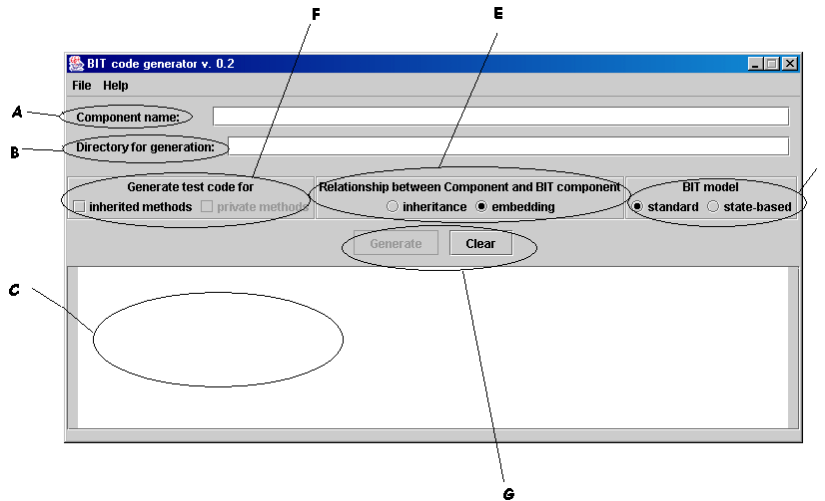 F
E
BIT code generator v. 0.2
File Help
A
Component name:
B
Directory for generation:
Generate test code for
inherited methods private methods
Relationship between Component and BIT component
inheritance embedding
BIT model
standard state-based
Generate Clear
C
G